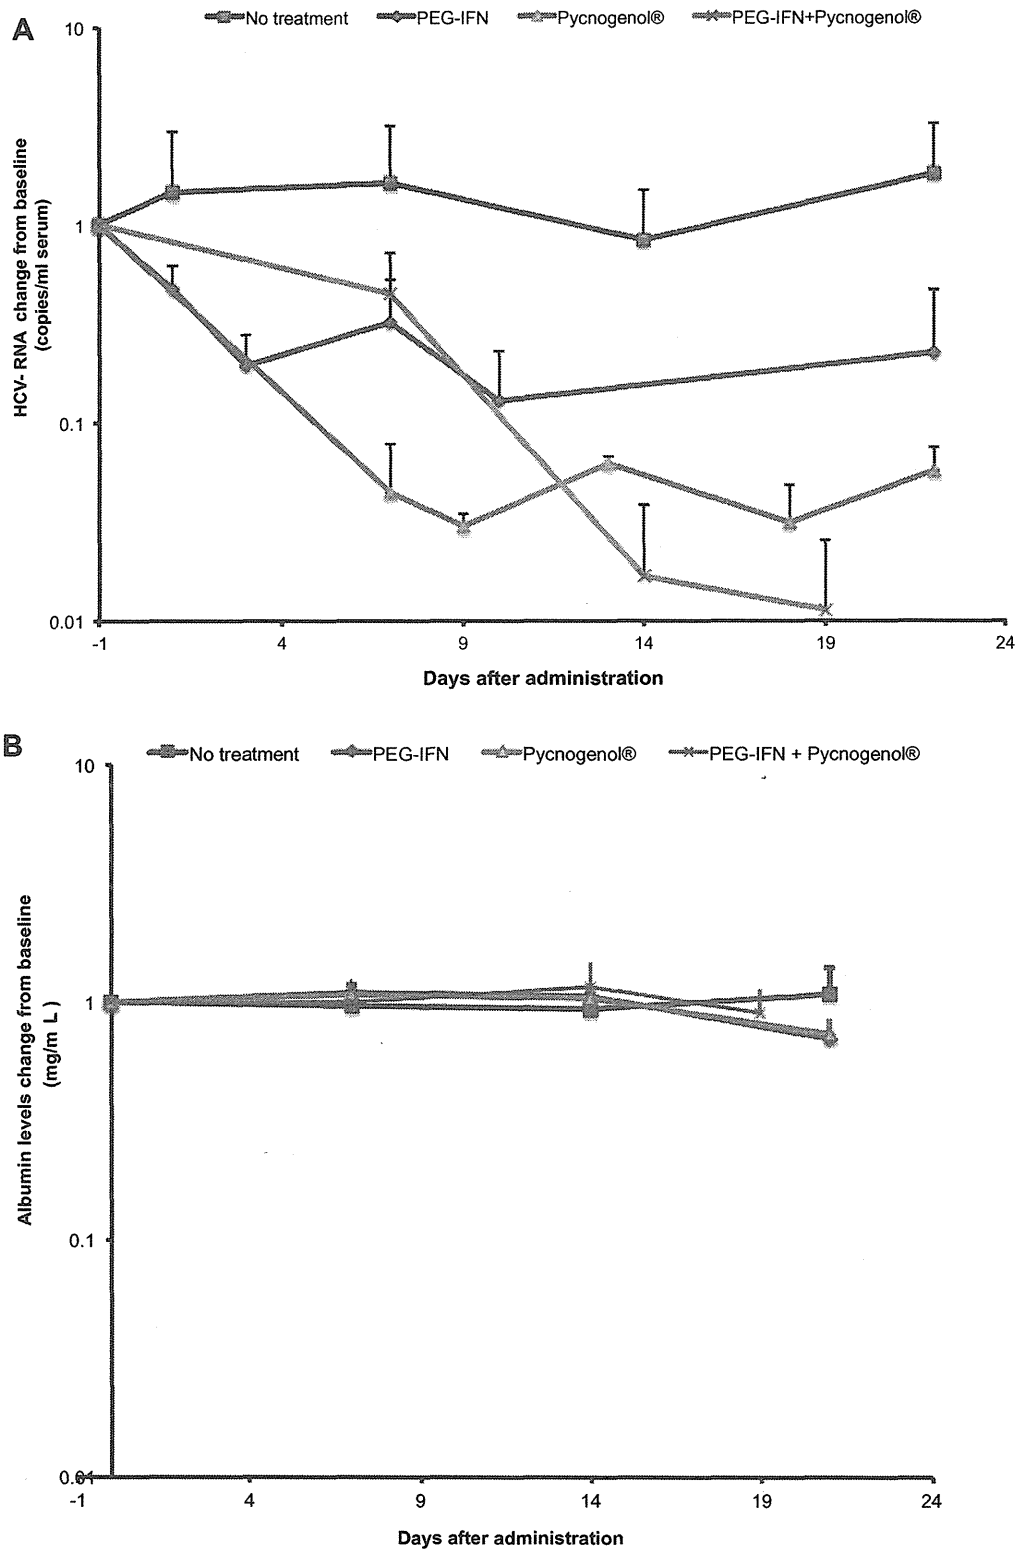 A
No treatment PEG-IFN Pycnogenol® PEG-IFN+Pycnogenol®
10
1
0.1
0.01
HCV- RNA change from baseline
(copies/ml serum)
-1 4 9 14 19 24
Days after administration
B
No treatment PEG-IFN Pycnogenol® PEG-IFN + Pycnogenol®
10
1
0.1
0.01
Albumin levels change from baseline
(mg/m L )
-1 4 9 14 19 24
Days after administration